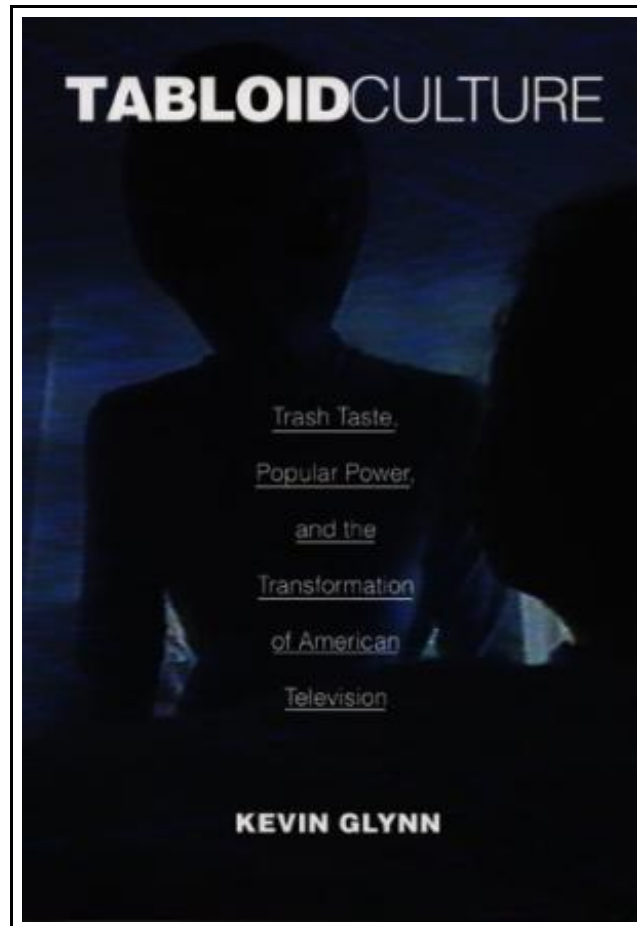 TABLOIDCULTURE
Trash Taste,
Popular Power,
and the
Transformation
of American
Television
KEVIN GLYNN